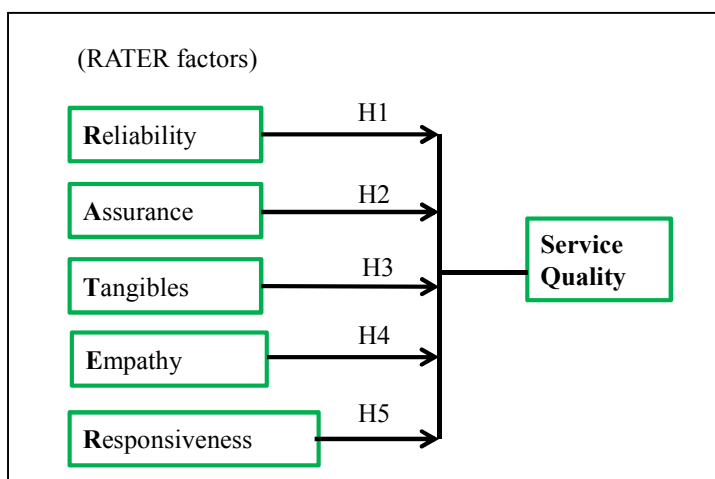 (RATER factors)
H1
Reliability
H2
Assurance
Service
Quality
H3
Tangibles
H4
Empathy
H5
Responsiveness